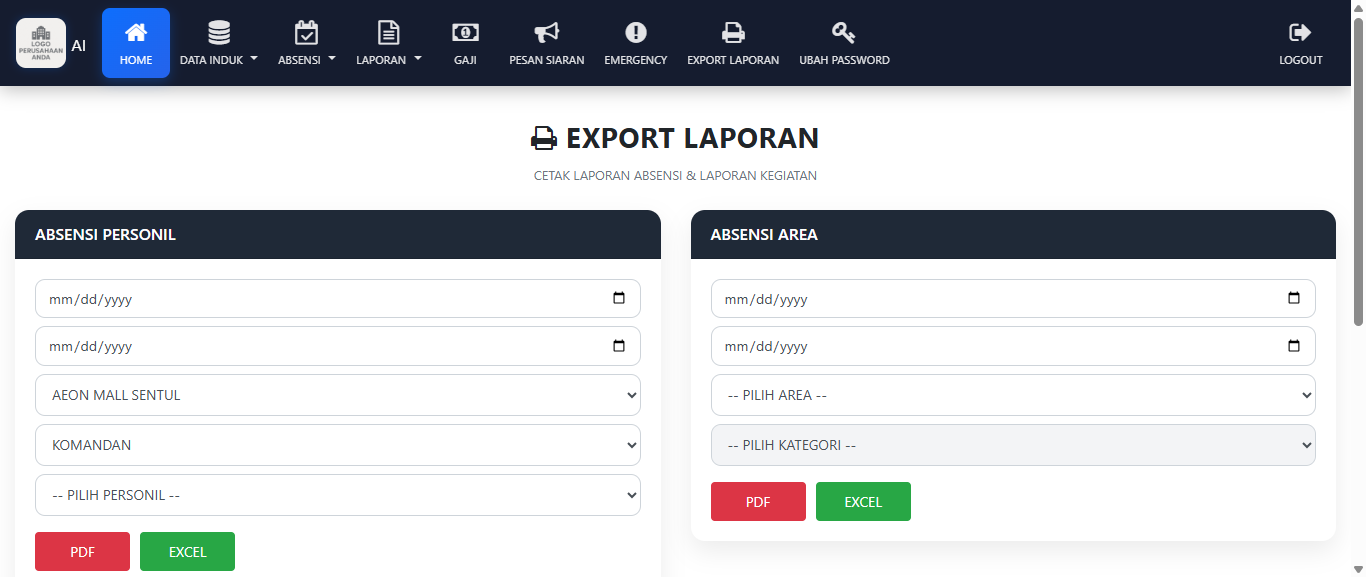 LOGO
PERUSAHAAN
ANDA
AI
HOME
DATA INDUK
ABSENSI
LAPORAN
GAJI
PESAN SIARAN
EMERGENCY
EXPORT LAPORAN
UBAH PASSWORD
LOGOUT
EXPORT LAPORAN
CETAK LAPORAN ABSENSI & LAPORAN KEGIATAN
ABSENSI PERSONIL
mm/dd/yyyy
mm/dd/yyyy
AEON MALL SENTUL
KOMANDAN
-- PILIH PERSONIL --
PDF
EXCEL
ABSENSI AREA
mm/dd/yyyy
mm/dd/yyyy
-- PILIH AREA --
-- PILIH KATEGORI --
PDF
EXCEL